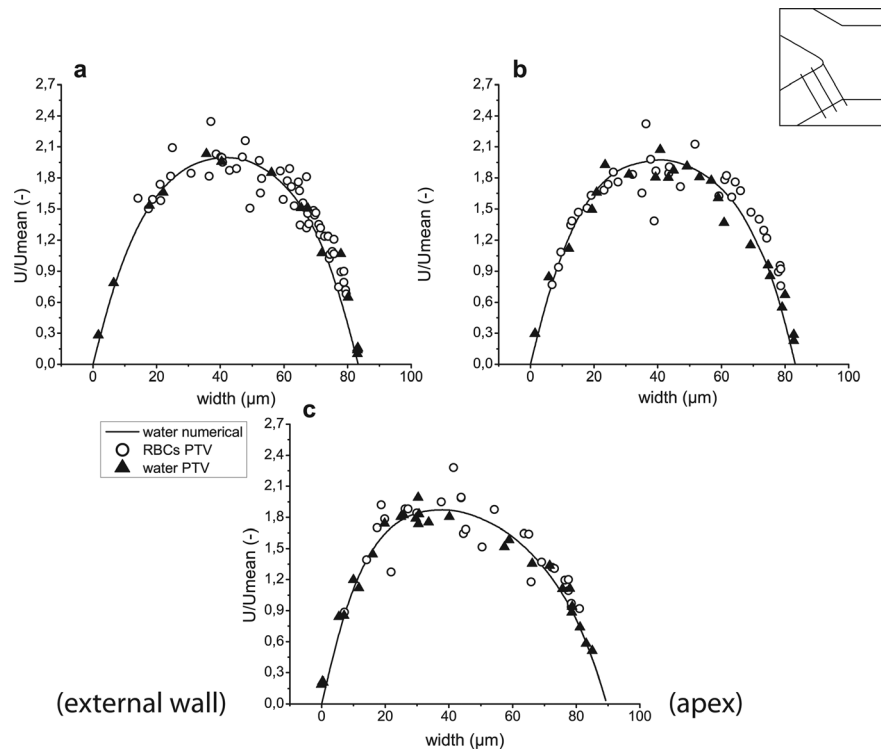 a
2,7
2,4
2,1
1,8
1,5
1,2
0,9
0,6
0,3
0,0
U/Umean (-)
0 20 40 60 80 100
width (µm)
b
2,7
2,4
2,1
1,8
1,5
1,2
0,9
0,6
0,3
0,0
U/Umean (-)
0 20 40 60 80 100
width (µm)
water numerical
RBCs PTV
water PTV
c
2,7
2,4
2,1
1,8
1,5
1,2
0,9
0,6
0,3
0,0
U/Umean (-)
0 20 40 60 80 100
width (µm)
(external wall)
(apex)